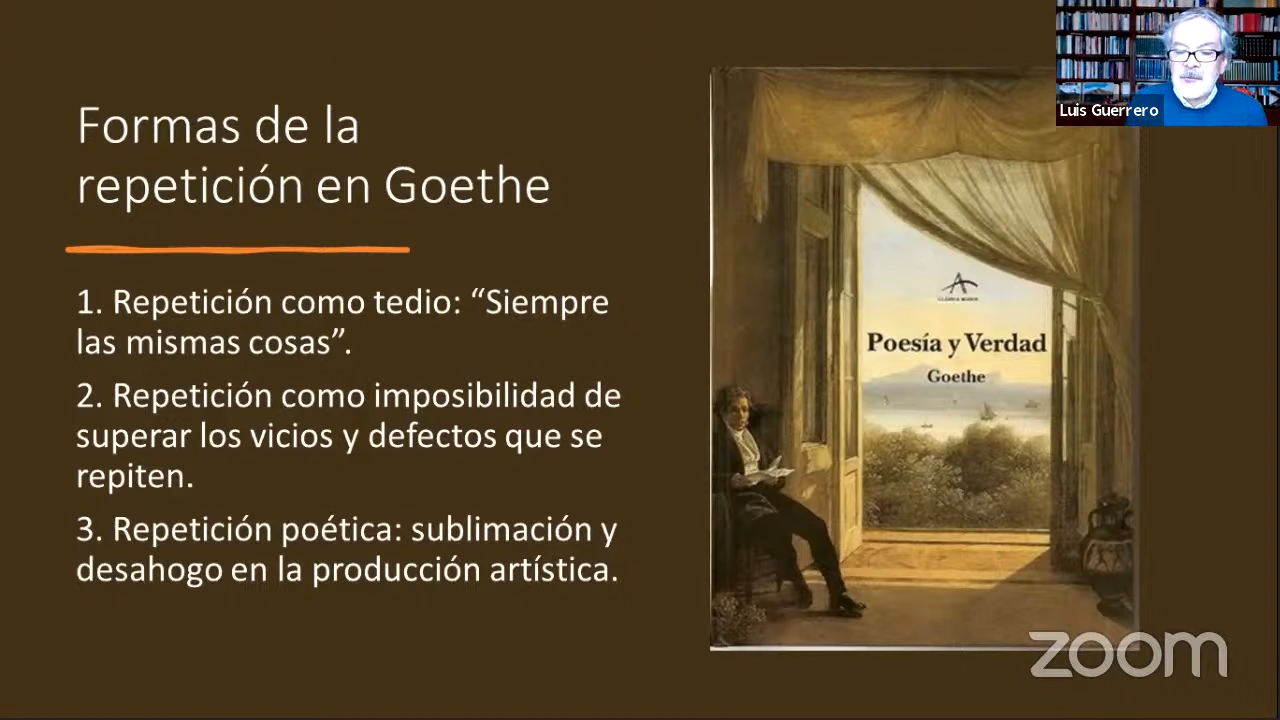 Formas de la
repetición en Goethe
1. Repetición como tedio: “Siempre
las mismas cosas”.
2. Repetición como imposibilidad de
superar los vicios y defectos que se
repiten.
3. Repetición poética: sublimación y
desahogo en la producción artística.
Luis Guerrero
Poesía y Verdad
Goethe
zoom